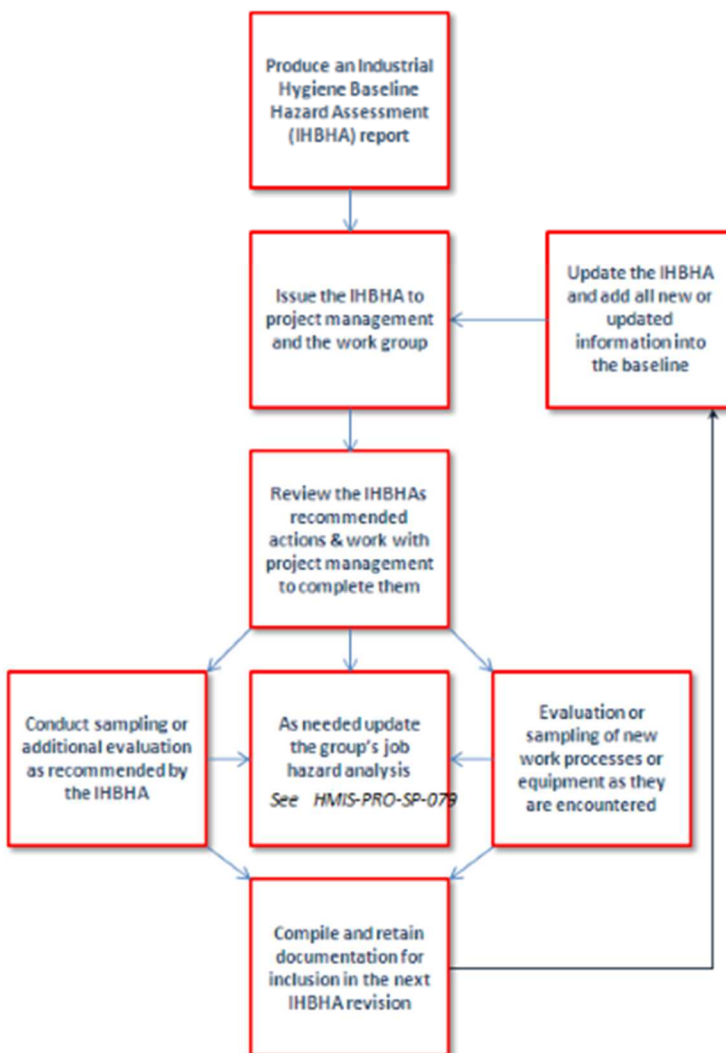 Produce an Industrial
Hygiene Baseline
Hazard Assessment
(IHBHA) report
Issue the IHBHA to
project management
and the work group
Update the IHBHA
and add all new or
updated
information into
the baseline
Review the IHBHAs
recommended
actions & work with
project management
to complete them
Conduct sampling or
additional evaluation
as recommended by
the IHBHA
As needed update
the group's job
hazard analysis
See HMIS-PRO-SP-079
Evaluation or
sampling of new
work processes or
equipment as they
are encountered
Compile and retain
documentation for
inclusion in the next
IHBHA revision